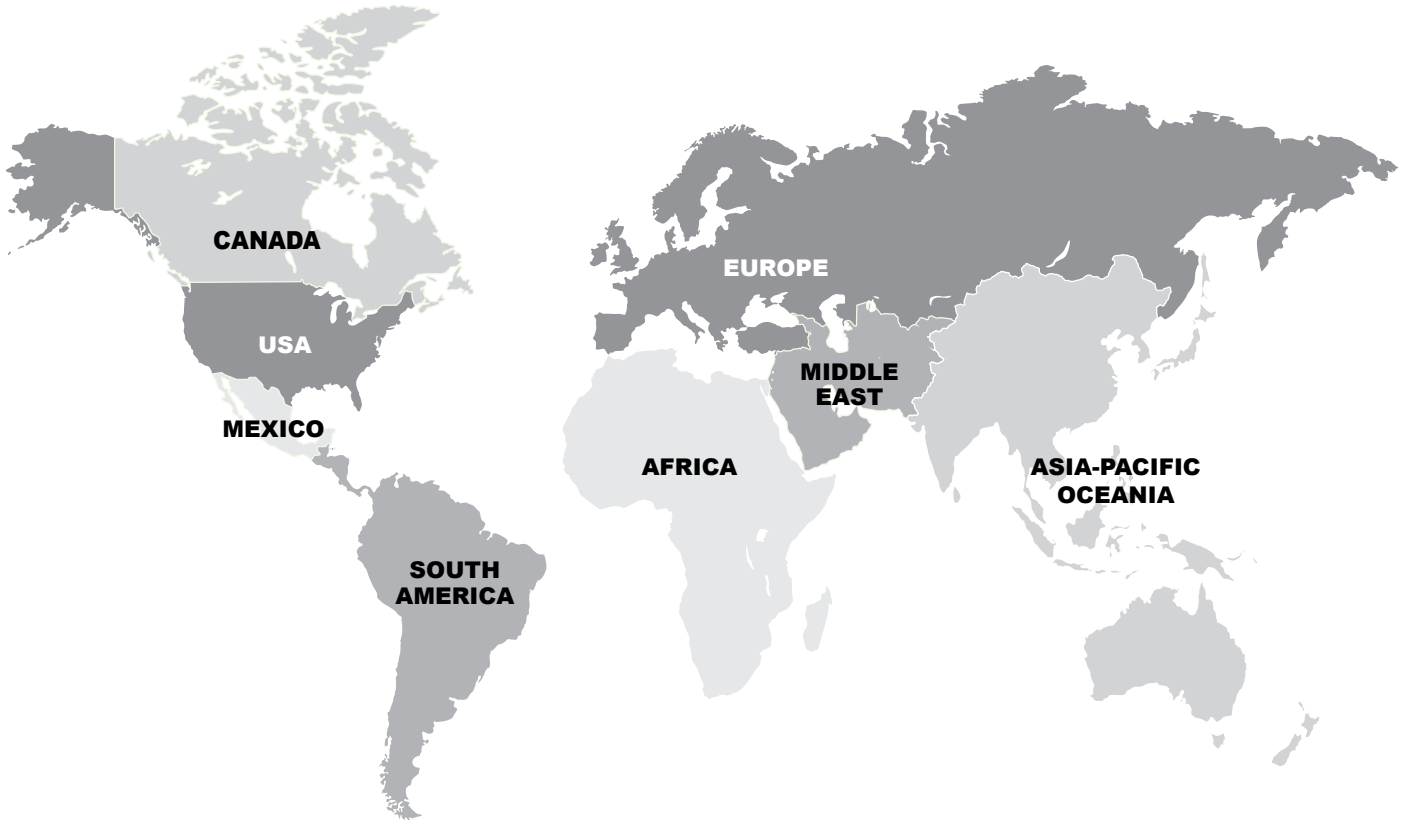 CANADA
USA
MEXICO
SOUTH
AMERICA
EUROPE
MIDDLE
EAST
AFRICA
ASIA-PACIFIC
OCEANIA